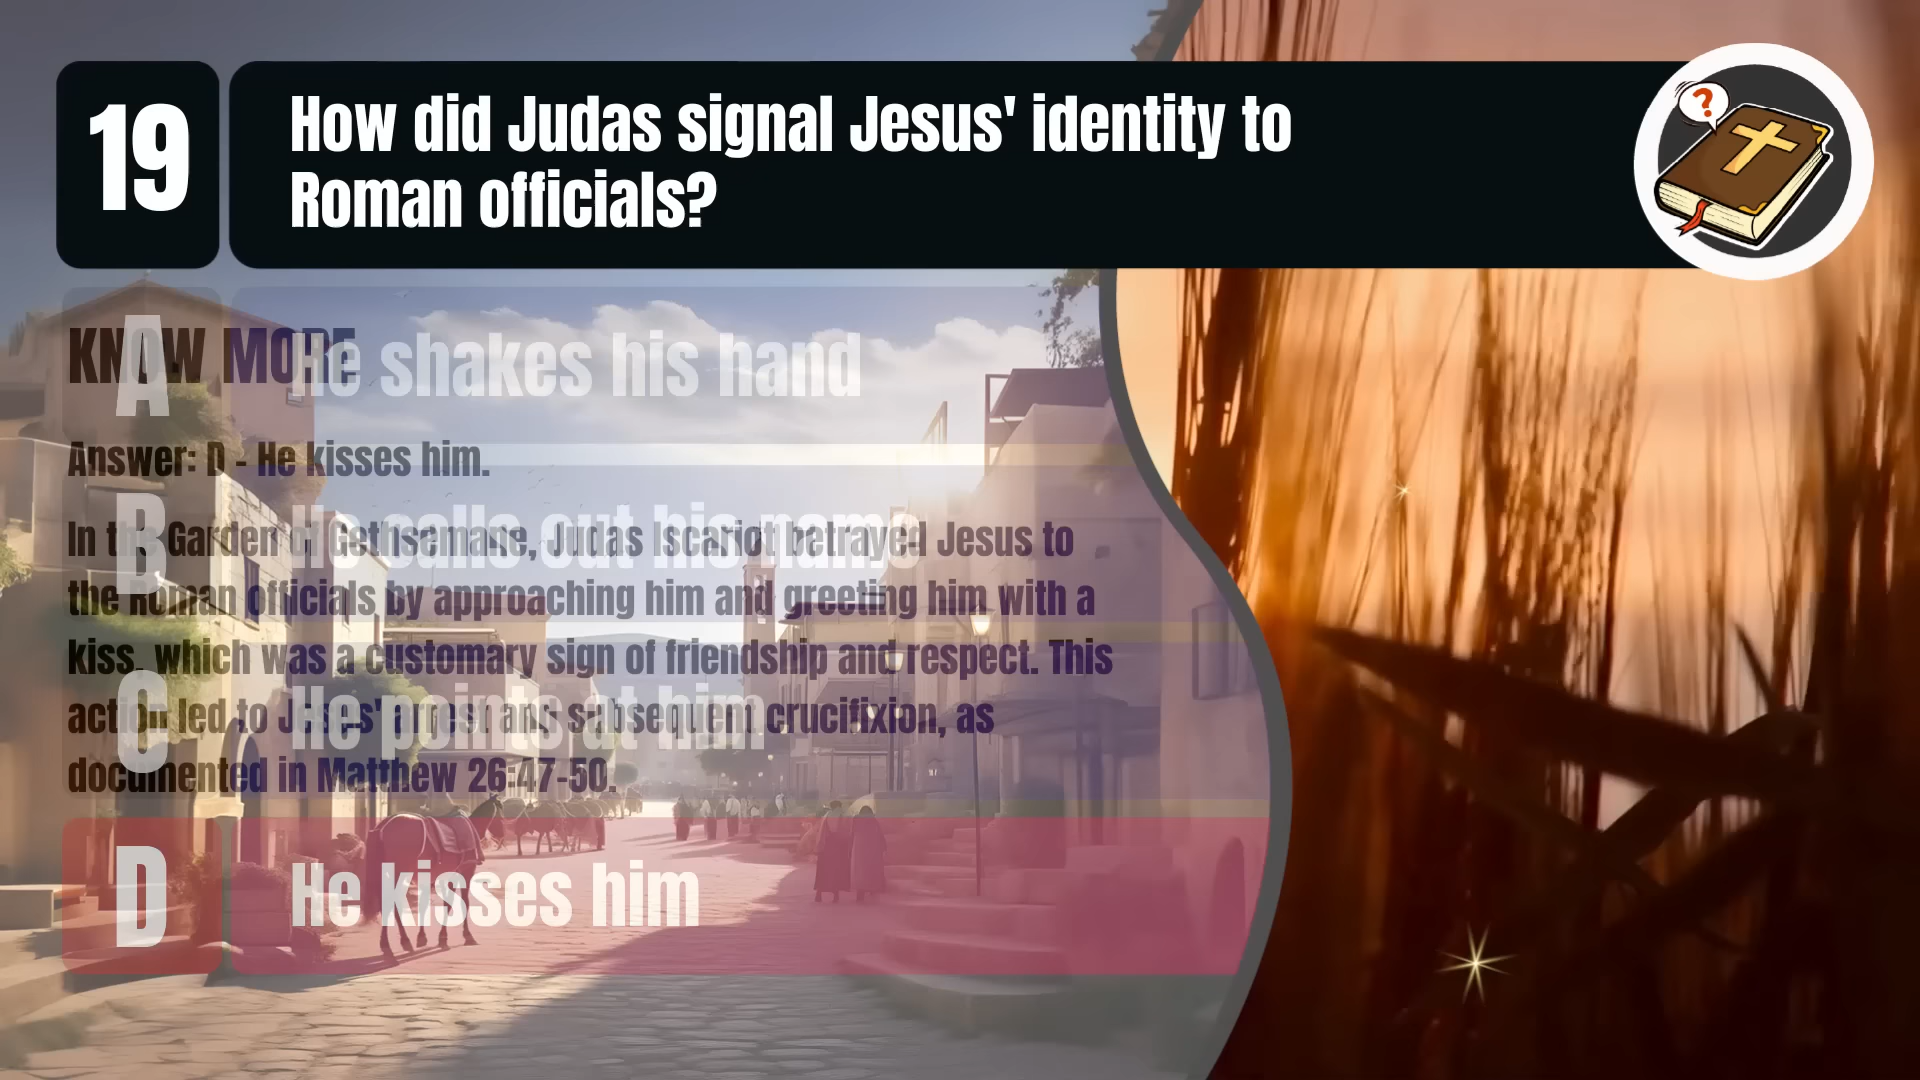 19
How did Judas signal Jesus' identity to
Roman officials?
?
KNOW MORE
A
He shakes his hand
Answer: D - He kisses him.
B
He calls out his name
In the Garden of Gethsemane, Judas Iscariot betrayed Jesus to
the Roman officials by approaching him and greeting him with a
kiss, which was a customary sign of friendship and respect. This
C
He points at him
action led to Jesus' arrest and subsequent crucifixion, as
documented in Matthew 26:47-50.
D
He kisses him